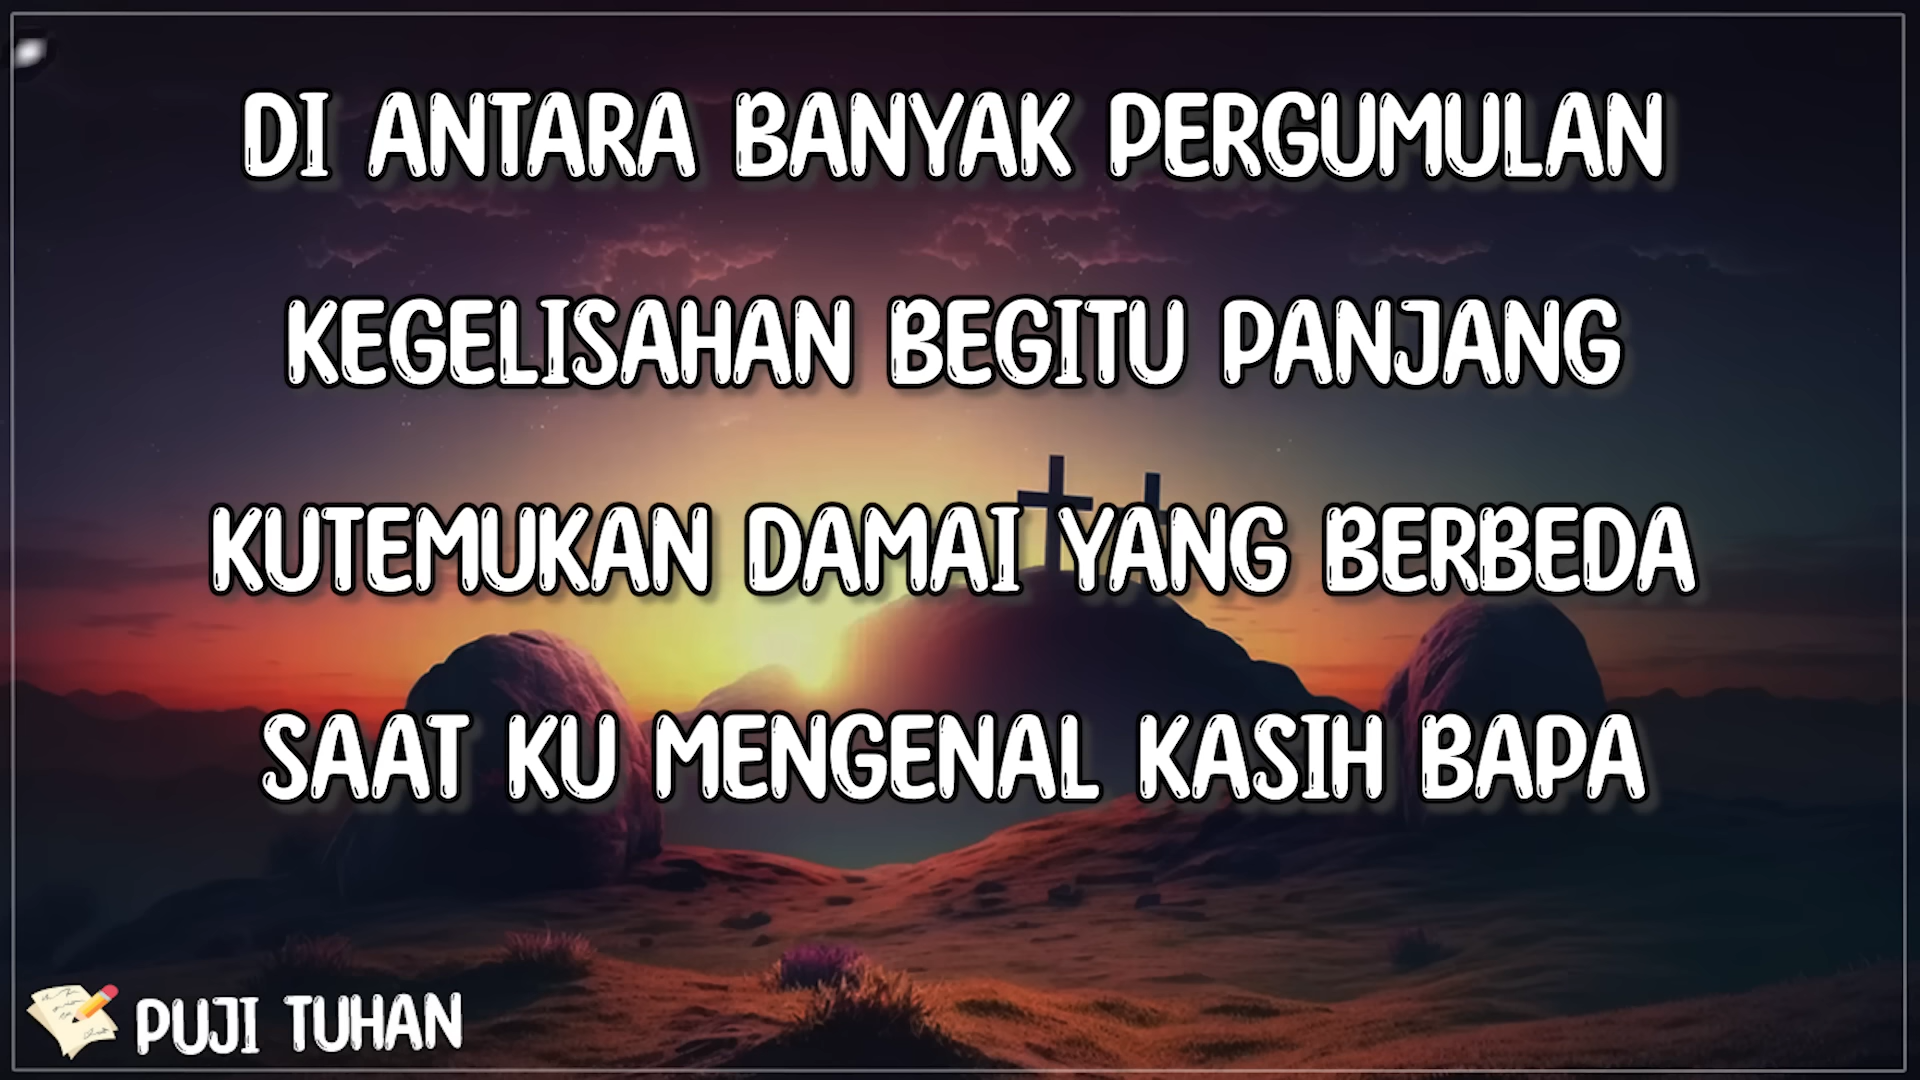 DI ANTARA BANYAK PERGUMULAN
KEGELISAHAN BEGITU PANJANG
KUTEMUKAN DAMAI YANG BERBEDA
SAAT KU MENGENAL KASIH BAPA
PUJI TUHAN